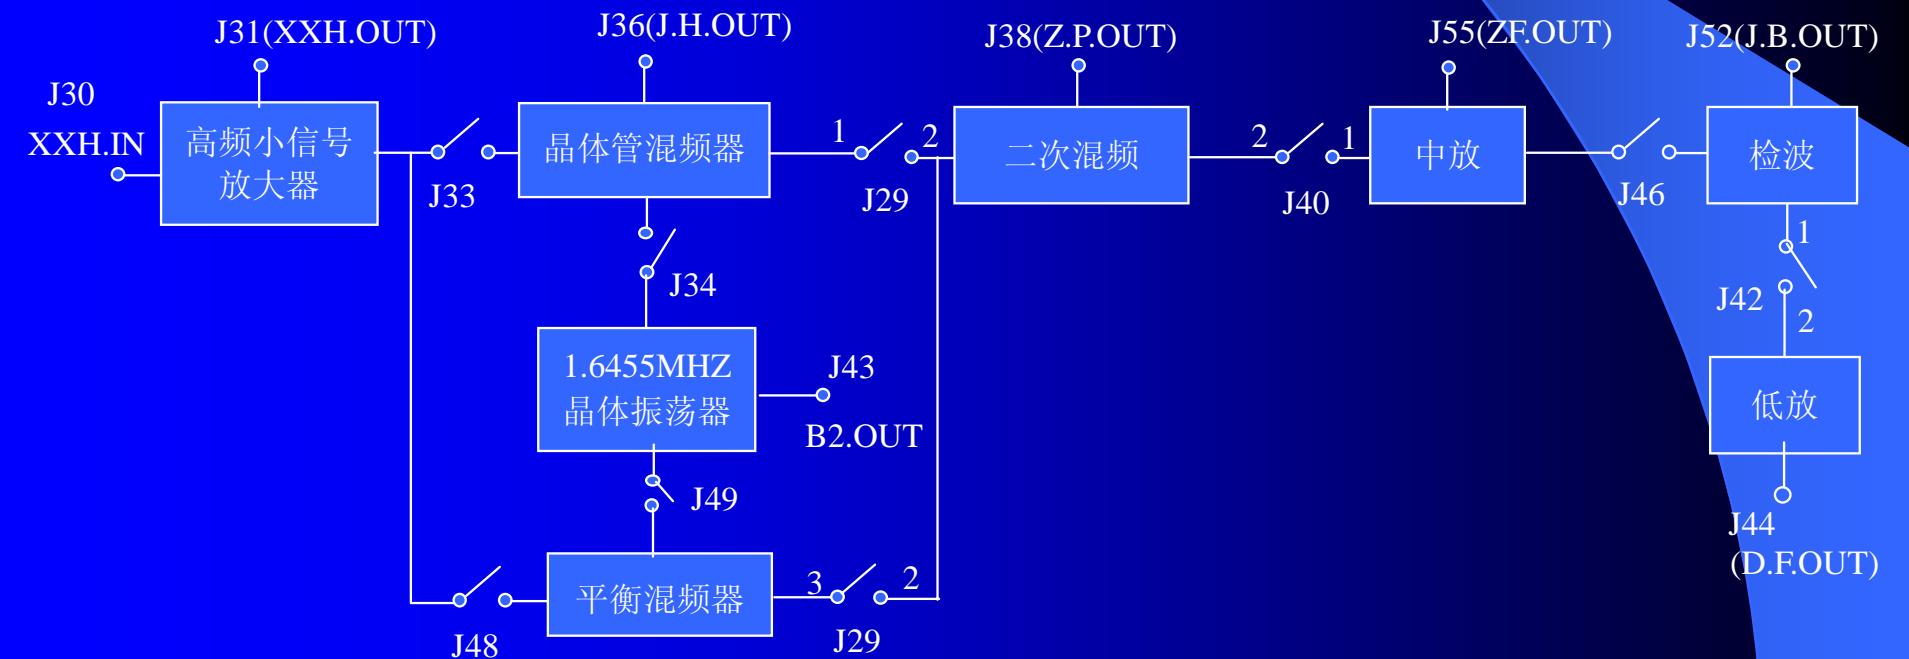 J31(XXH.OUT)
J36(J.H.OUT)
J38(Z.P.OUT)
J55(ZF.OUT)
J52(J.B.OUT)
J30
XXH.IN
高频小信号
放大器
J33
晶体管混频器
1
2
J29
二次混频
2
1
J40
中放
J46
检波
J34
1
J42
2
1.6455MHZ
晶体振荡器
J43
B2.OUT
低放
J49
J44
(D.F.OUT)
平衡混频器
3
2
J48
J29